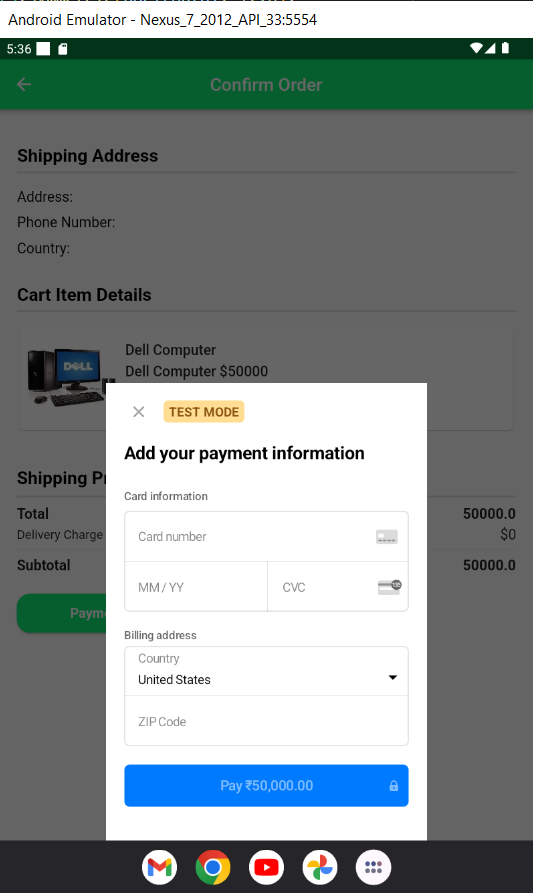 Android Emulator - Nexus_7_2012_API_33:5554
5:36
Confirm Order
Shipping Address
Address:
Phone Number:
Country:
Cart Item Details
DELL
Dell Computer
Dell Computer $50000
TEST MODE
Add your payment information
Shipping Pr
Card information
Total
50000.0
Card number
Delivery Charge
$0
Subtotal
50000.0
MM / YY
CVC
135
Payme
Billing address
Country
United States
ZIP Code
Pay ₹50,000.00